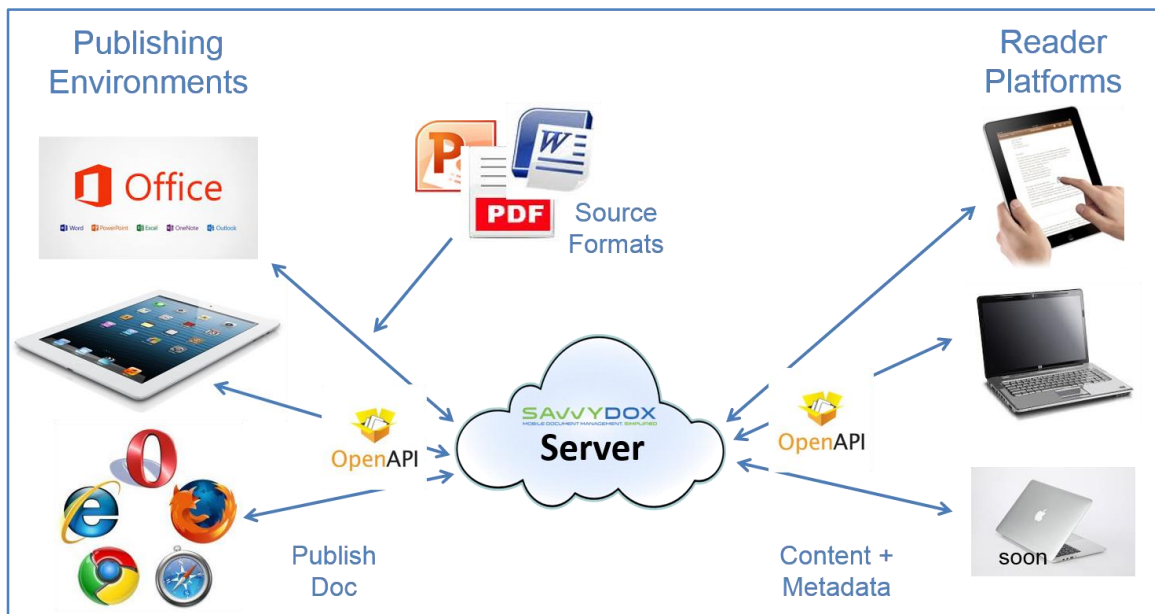 Publishing
Environments
Reader
Platforms
Office
Word PowerPoint Excel OneNote Outlook
P
W
PDF
Source
Formats
SAVVYDOX
MOBILE DOCUMENT MANAGEMENT. SIMPLIFIED
Server
OpenAPI
OpenAPI
Publish
Doc
Content +
Metadata
soon